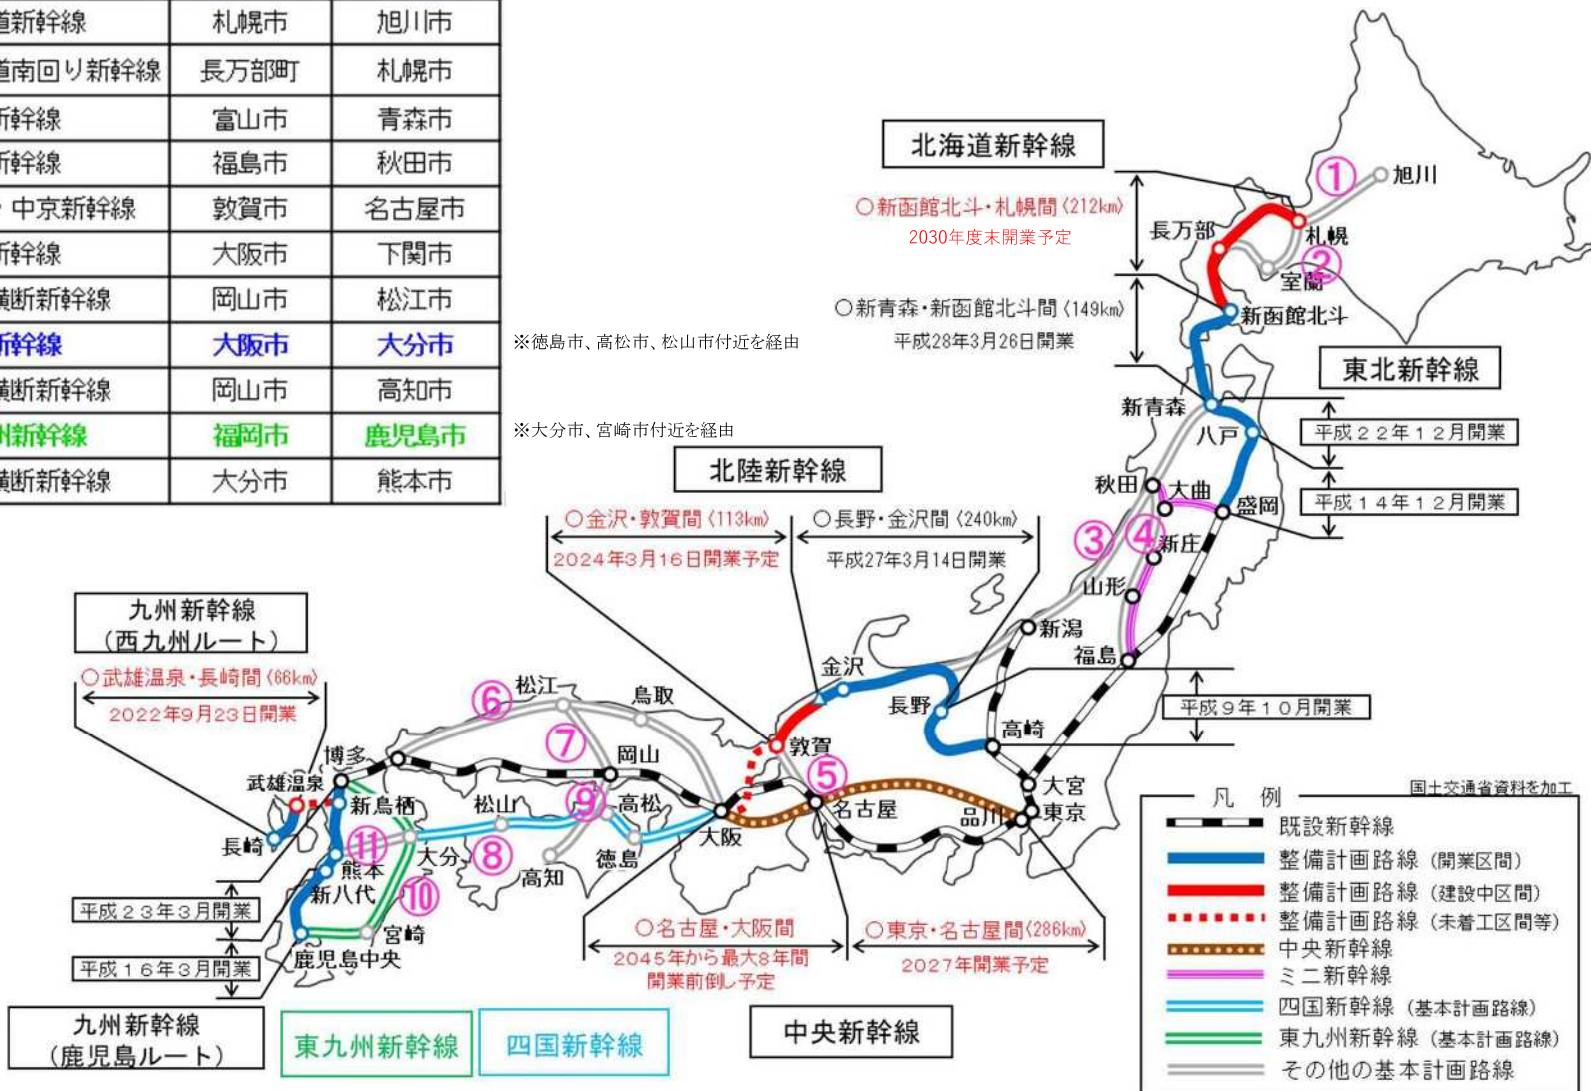 道新幹線 札幌市 旭川市
道南回り新幹線 長万部町 札幌市
新幹線 富山市 青森市
新幹線 福島市 秋田市
・中京新幹線 敦賀市 名古屋市
新幹線 大阪市 下関市
横断新幹線 岡山市 松江市
新幹線 大阪市 大分市
※徳島市、高松市、松山市付近を経由
横断新幹線 岡山市 高知市
州新幹線 福岡市 鹿児島市
※大分市、宮崎市付近を経由
横断新幹線 大分市 熊本市
北海道新幹線
○新函館北斗・札幌間(212km)
2030年度末開業予定
○新青森・新函館北斗間(149km)
平成28年3月26日開業
①
旭川
長万部
札幌
②
室蘭
新函館北斗
東北新幹線
新青森
八戸
平成22年12月開業
平成14年12月開業
秋田
大曲
盛岡
③
④
新庄
山形
福島
新潟
平成9年10月開業
北陸新幹線
○金沢・敦賀間(113km)
2024年3月16日開業予定
○長野・金沢間(240km)
平成27年3月14日開業
金沢
長野
高崎
敦賀
⑤
大宮
東京
品川
名古屋
九州新幹線
(西九州ルート)
○武雄温泉・長崎間(66km)
2022年9月23日開業
⑥
松江
鳥取
⑦
岡山
博多
武雄温泉
新鳥栖
松山
⑨
高松
大阪
長崎
⑪
大分
⑧
高知
徳島
熊本
新八代
⑩
平成23年3月開業
宮崎
鹿児島中央
平成16年3月開業
○名古屋・大阪間
2045年から最大8年間
開業前倒し予定
○東京・名古屋間(286km)
2027年開業予定
九州新幹線
(鹿児島ルート)
東九州新幹線
四国新幹線
中央新幹線
国土交通省資料を加工
凡 例
既設新幹線
整備計画路線(開業区間)
整備計画路線(建設中区間)
整備計画路線(未着工区間等)
中央新幹線
ミニ新幹線
四国新幹線(基本計画路線)
東九州新幹線(基本計画路線)
その他の基本計画路線